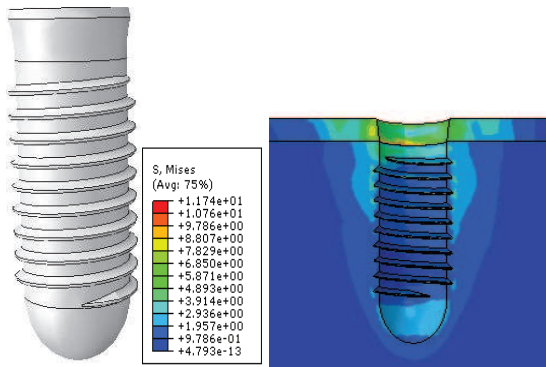 S, Mises
(Avg: 75%)
+1.174e+01
+1.076e+01
+9.786e+00
+8.807e+00
+7.829e+00
+6.850e+00
+5.871e+00
+4.893e+00
+3.914e+00
+2.936e+00
+1.957e+00
+9.786e-01
+4.793e-13